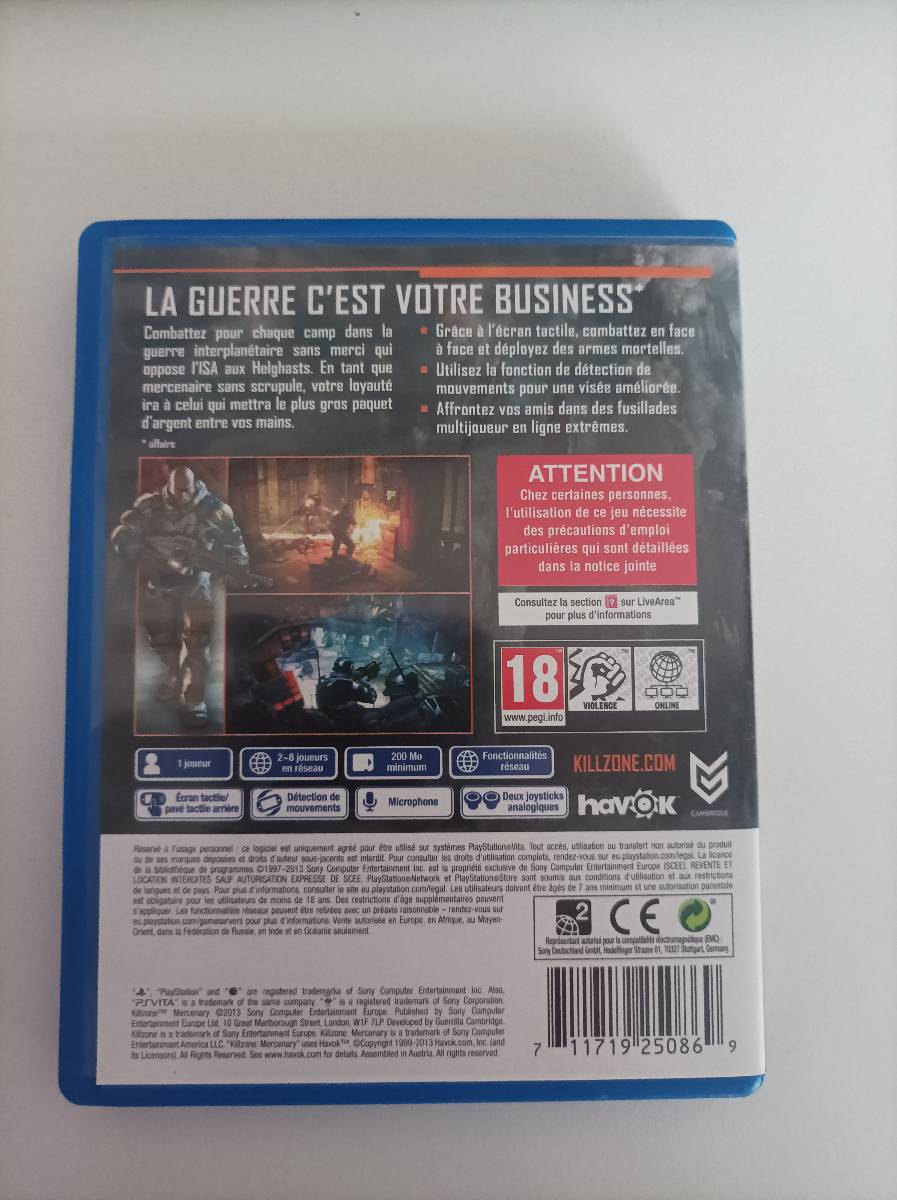 LA GUERRE C'EST VOTRE BUSINESS*
Combattez pour chaque camp dans la
guerre interplanétaire sans merci qui
oppose l'ISA aux Helghasts. En tant que
mercenaire sans scrupule, votre loyauté
ira à celui qui mettra le plus gros paquet
d'argent entre vos mains.
* affaire
Grâce à l'écran tactile, combattez en face
à face et déployez des armes mortelles.
Utilisez la fonction de détection de
mouvements pour une visée améliorée.
Affrontez vos amis dans des fusillades
multijoueur en ligne extrêmes.
ATTENTION
Chez certaines personnes,
l'utilisation de ce jeu nécessite
des précautions d'emploi
particulières qui sont détaillées
dans la notice jointe
Consultez la section ? sur LiveArea™
pour plus d'informations
18
www.pegi.info
VIOLENCE
ONLINE
1 joueur
2~8 joueurs
en réseau
200 Mo
minimum
Fonctionnalités
réseau
KILLZONE.COM
Écran tactile/
pavé tactile arrière
Détection de
mouvements
Microphone
Deux joysticks
analogiques
havok
CAMBRIDGE
Réservé à l'usage personnel : ce logiciel est uniquement agréé pour être utilisé sur systèmes PlayStation®Vita. Tout accès, utilisation ou transfert non autorisé du produit
ou de ses marques déposées et droits d'auteur sous-jacents est interdit. Pour consulter les droits d'utilisation complets, rendez-vous sur eu.playstation.com/legal. La licence
de la bibliothèque de programmes ©1997-2013 Sony Computer Entertainment Inc. est la propriété exclusive de Sony Computer Entertainment Europe (SCEE). REVENTE ET
LOCATION INTERDITES SAUF AUTORISATION EXPRESSE DE SCEE. PlayStation®Network et PlayStation®Store sont soumis aux conditions d'utilisation et aux restrictions
de langues et de pays. Pour plus d'informations, consulter le site eu.playstation.com/legal. Les utilisateurs doivent être âgés de 7 ans minimum et une autorisation parentale
est obligatoire pour les utilisateurs de moins de 18 ans. Des restrictions d'âge supplémentaires peuvent
s'appliquer. Les fonctionnalités réseaux peuvent être retirées avec un préavis raisonnable – rendez-vous sur
eu.playstation.com/gameservers pour plus d'informations. Vente autorisée en Europe, en Afrique, au Moyen-
Orient, dans la Fédération de Russie, en Inde et en Océanie seulement.
2
CE
Représentant autorisé pour la compatibilité électromagnétique (EMC) :
Sony Deutschland GmbH, Hedelfinger Strasse 61, 70327 Stuttgart, Germany
" ", "PlayStation" and " " are registered trademarks of Sony Computer Entertainment Inc. Also,
"PSVITA" is a trademark of the same company. " " is a registered trademark of Sony Corporation.
Killzone™ Mercenary ©2013 Sony Computer Entertainment Europe. Published by Sony Computer
Entertainment Europe Ltd, 10 Great Marlborough Street, London, W1F 7LP. Developed by Guerrilla Cambridge.
Killzone is a trademark of Sony Entertainment Europe. Killzone: Mercenary is a trademark of Sony Computer
Entertainment America LLC. "Killzone: Mercenary" uses Havok™. ©Copyright 1999-2013 Havok.com, Inc. (and
its Licensors). All Rights Reserved. See www.havok.com for details. Assembled in Austria. All rights reserved.
7 11719 25086 9